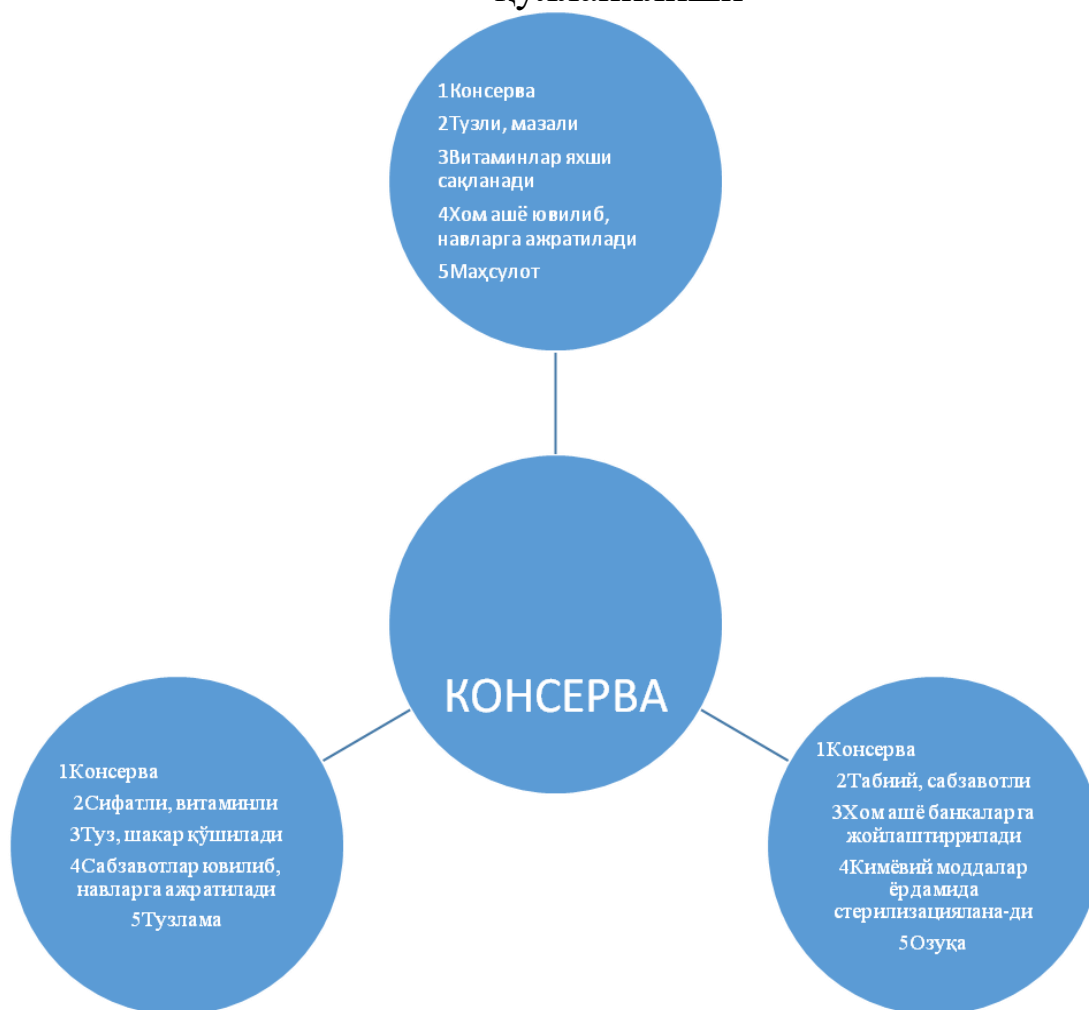 1Консерва
2Тузли, мазали
3Витаминлар яхши
сақланади
4Хом ашё ювилиб,
навларга ажратилади
5Маҳсулот
КОНСЕРВА
1Консерва
2Сифатли, витаминли
3Туз, шакар қўшилади
4Сабзавотлар ювилиб,
навларга ажратилади
5Тузлама
1Консерва
2Табиий, сабзавотли
3Хом ашё банкаларга
жойлаштиррилади
4Кимёвий моддалар
ёрдамида
стерилизациялана-ди
5Озуқа